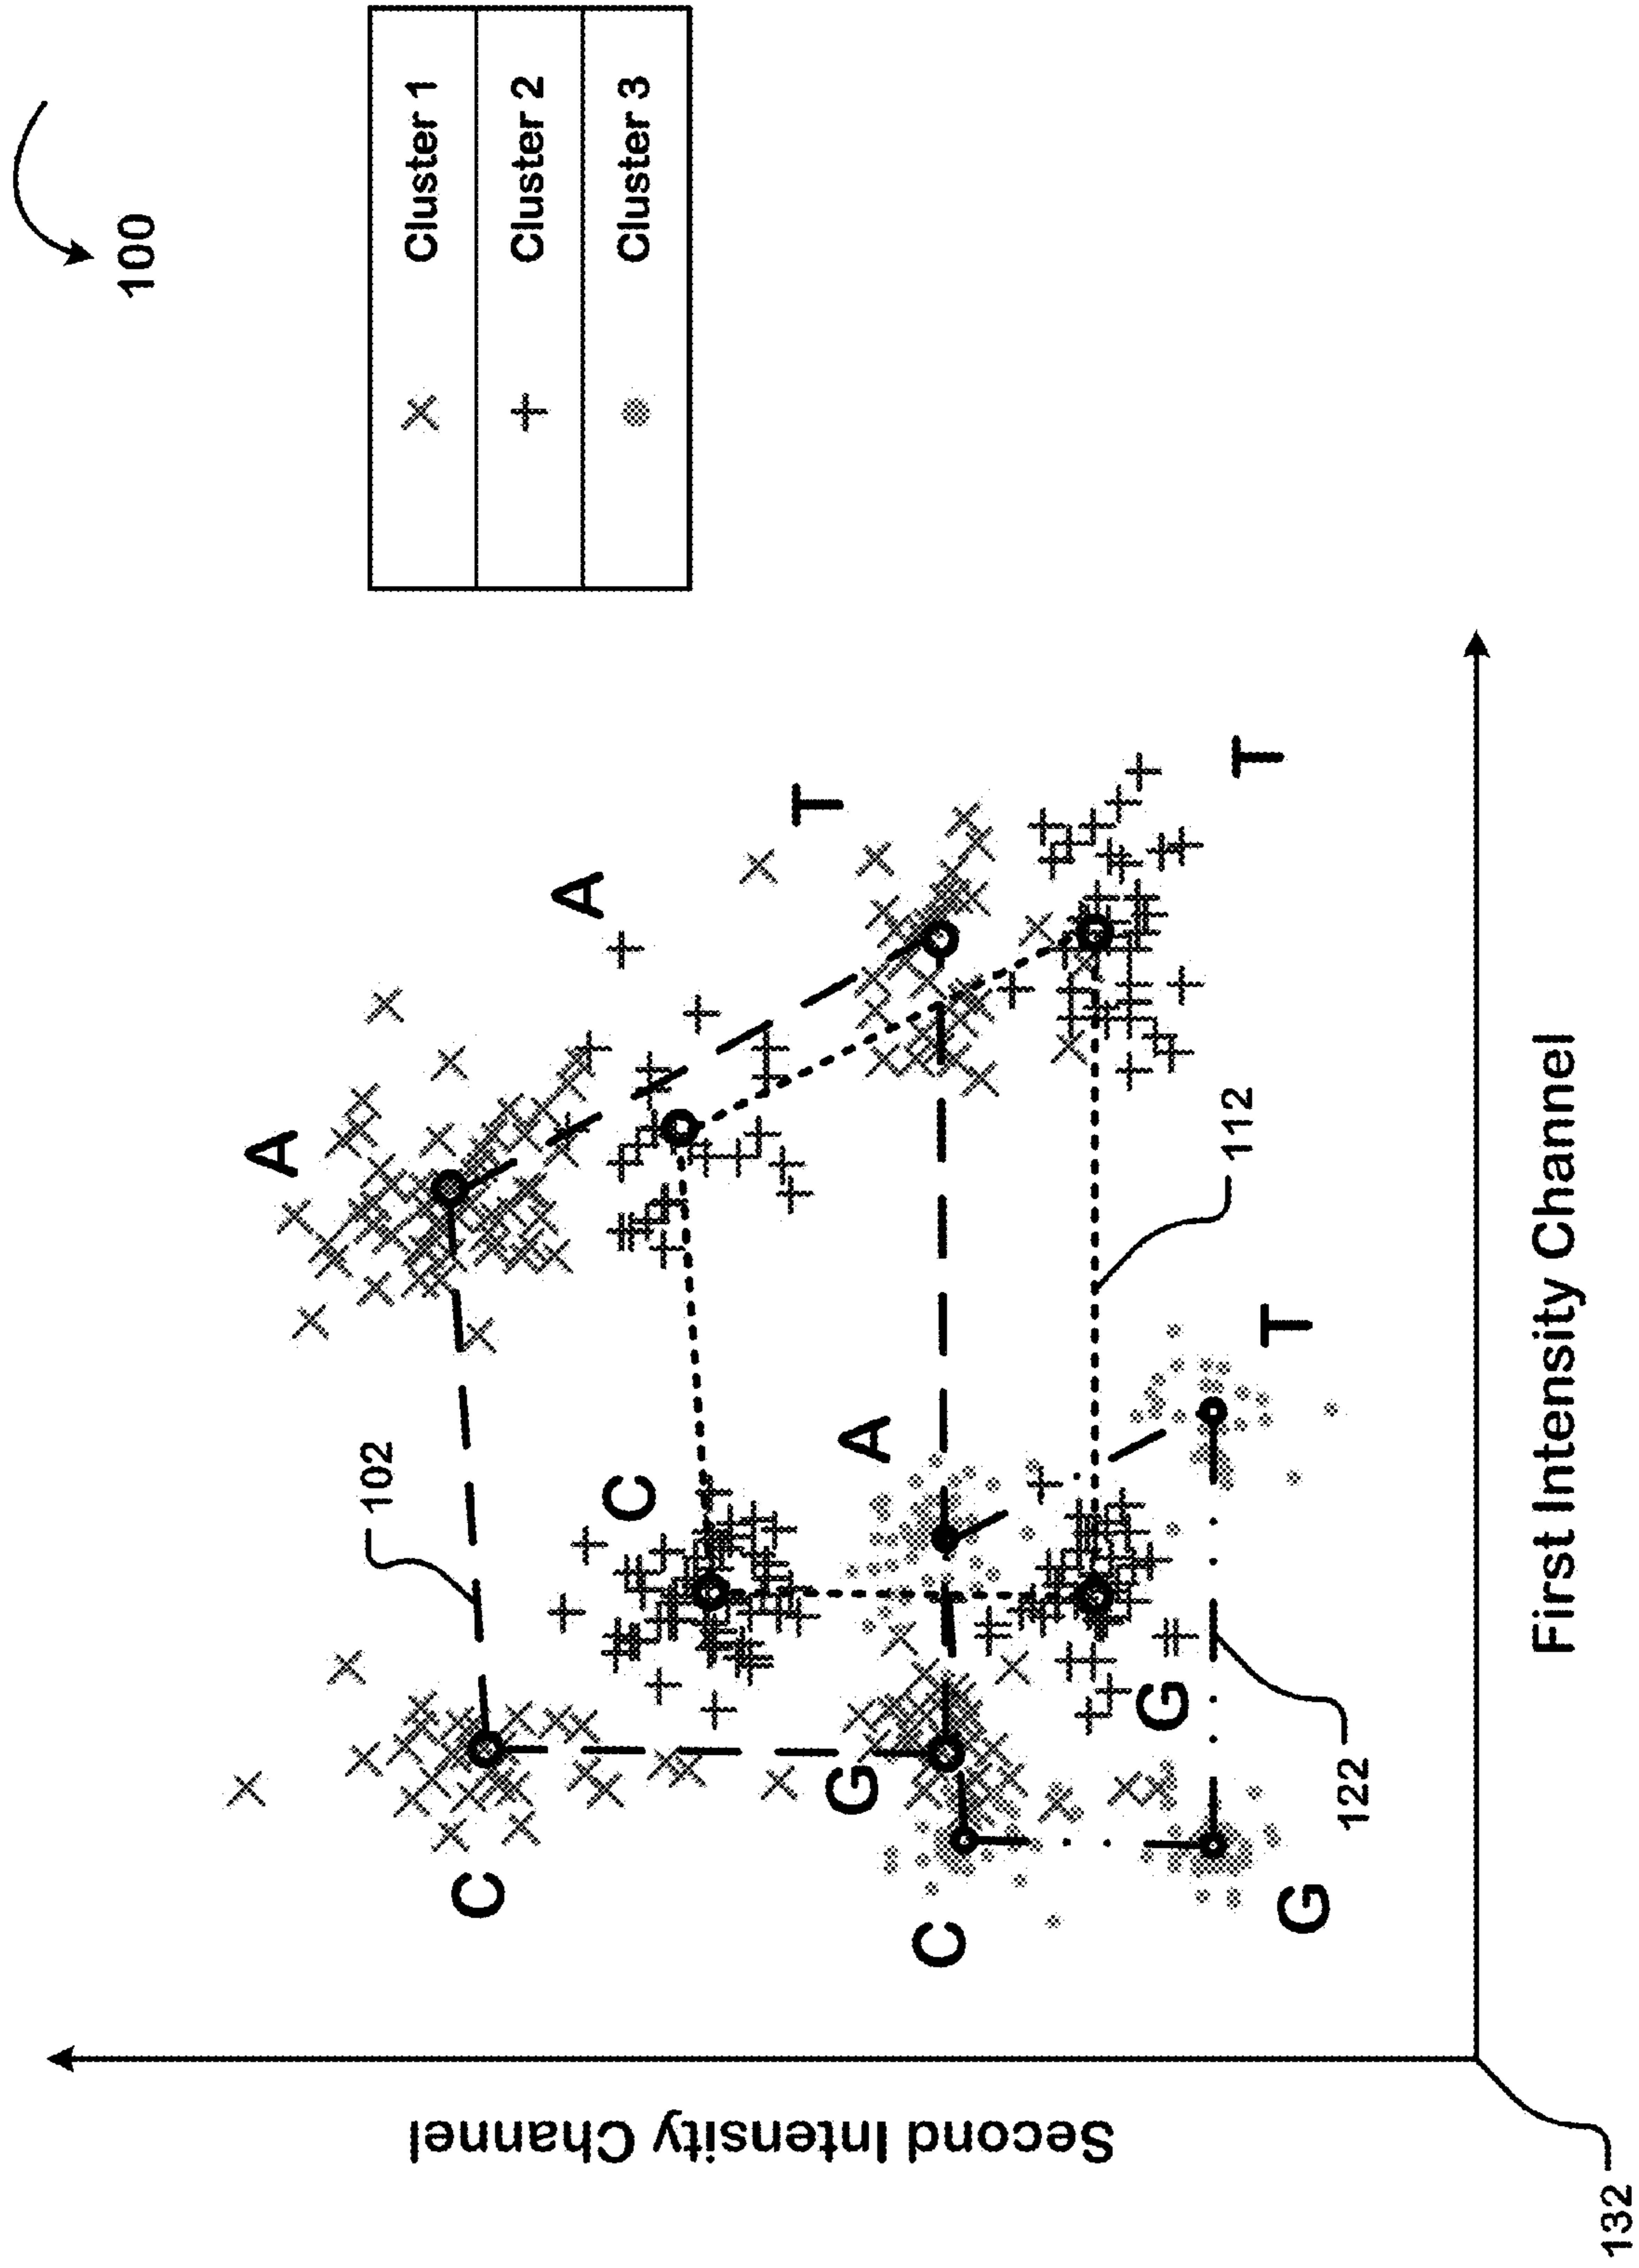 100
Cluster 1
Cluster 2
Cluster 3
A
102
C
C
A
A
T
G
A
C
G
T
112
T
G
122
Second Intensity Channel
First Intensity Channel
132